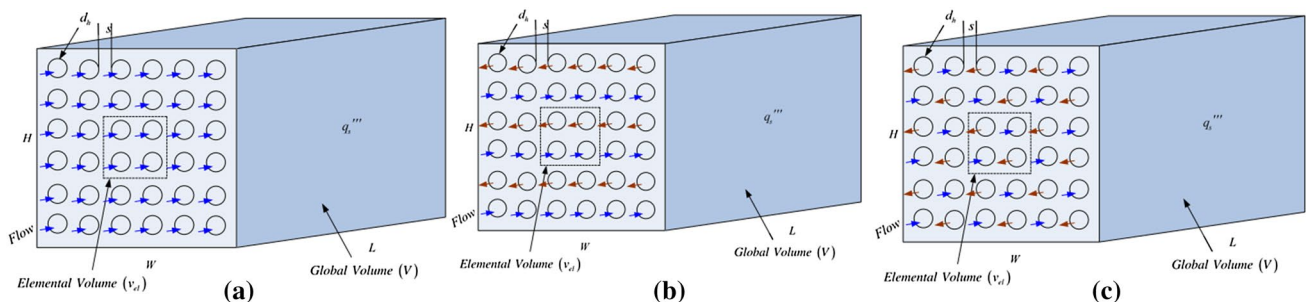 d_h
s
H
q_s'''
Flow
L
W
Global Volume (V)
Elemental Volume (v_el)
(a)
d_h
s
H
q_s'''
Flow
L
W
Global Volume (V)
Elemental Volume (v_el)
(b)
d_h
s
H
q_s'''
Flow
L
W
Global Volume (V)
Elemental Volume (v_el)
(c)